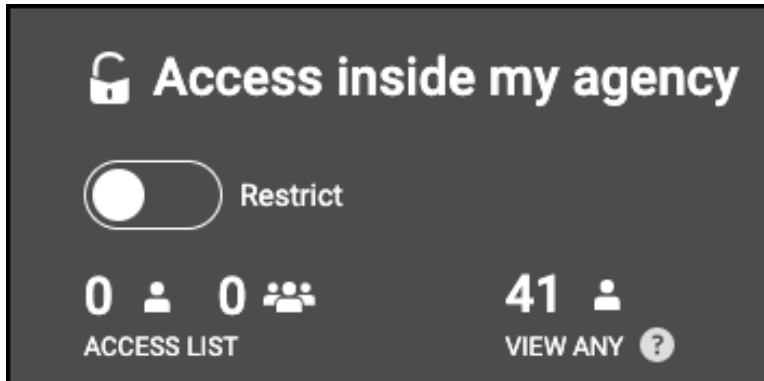 Access inside my agency
Restrict
0 0 41
ACCESS LIST VIEW ANY ?